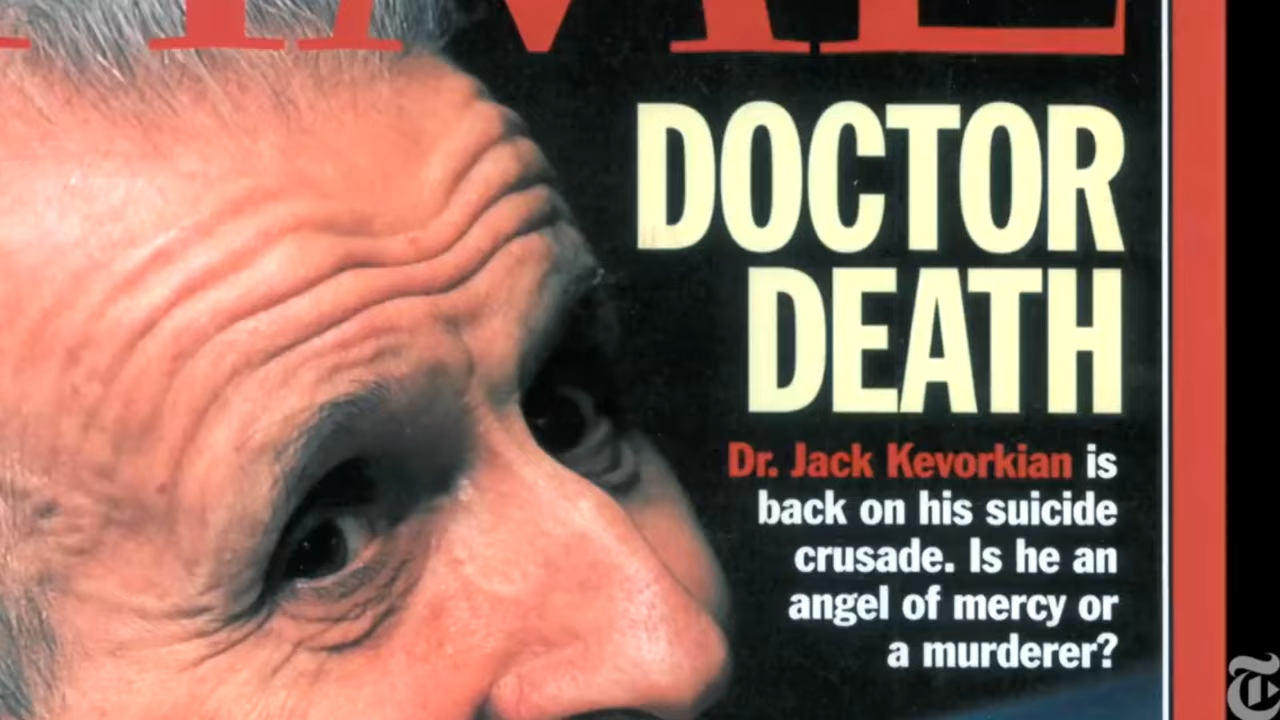 TIME
DOCTOR
DEATH
Dr. Jack Kevorkian is
back on his suicide
crusade. Is he an
angel of mercy or
a murderer?
T